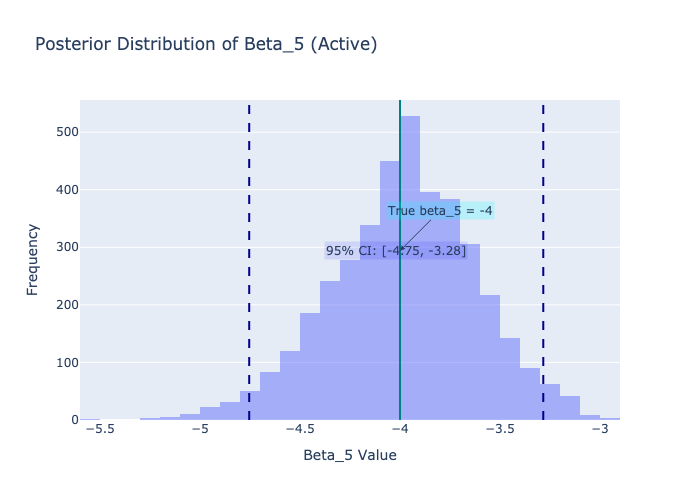 Posterior Distribution of Beta_5 (Active)
500
400
300
200
100
0
Frequency
True beta_5 = -4
95% CI: [-4.75, -3.28]
−5.5
−5
−4.5
−4
−3.5
−3
Beta_5 Value